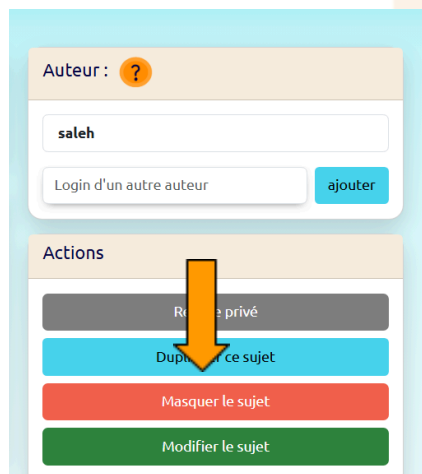 Auteur : ?
saleh
Login d'un autre auteur
ajouter
Actions
privé
ce sujet
Masquer le sujet
Modifier le sujet